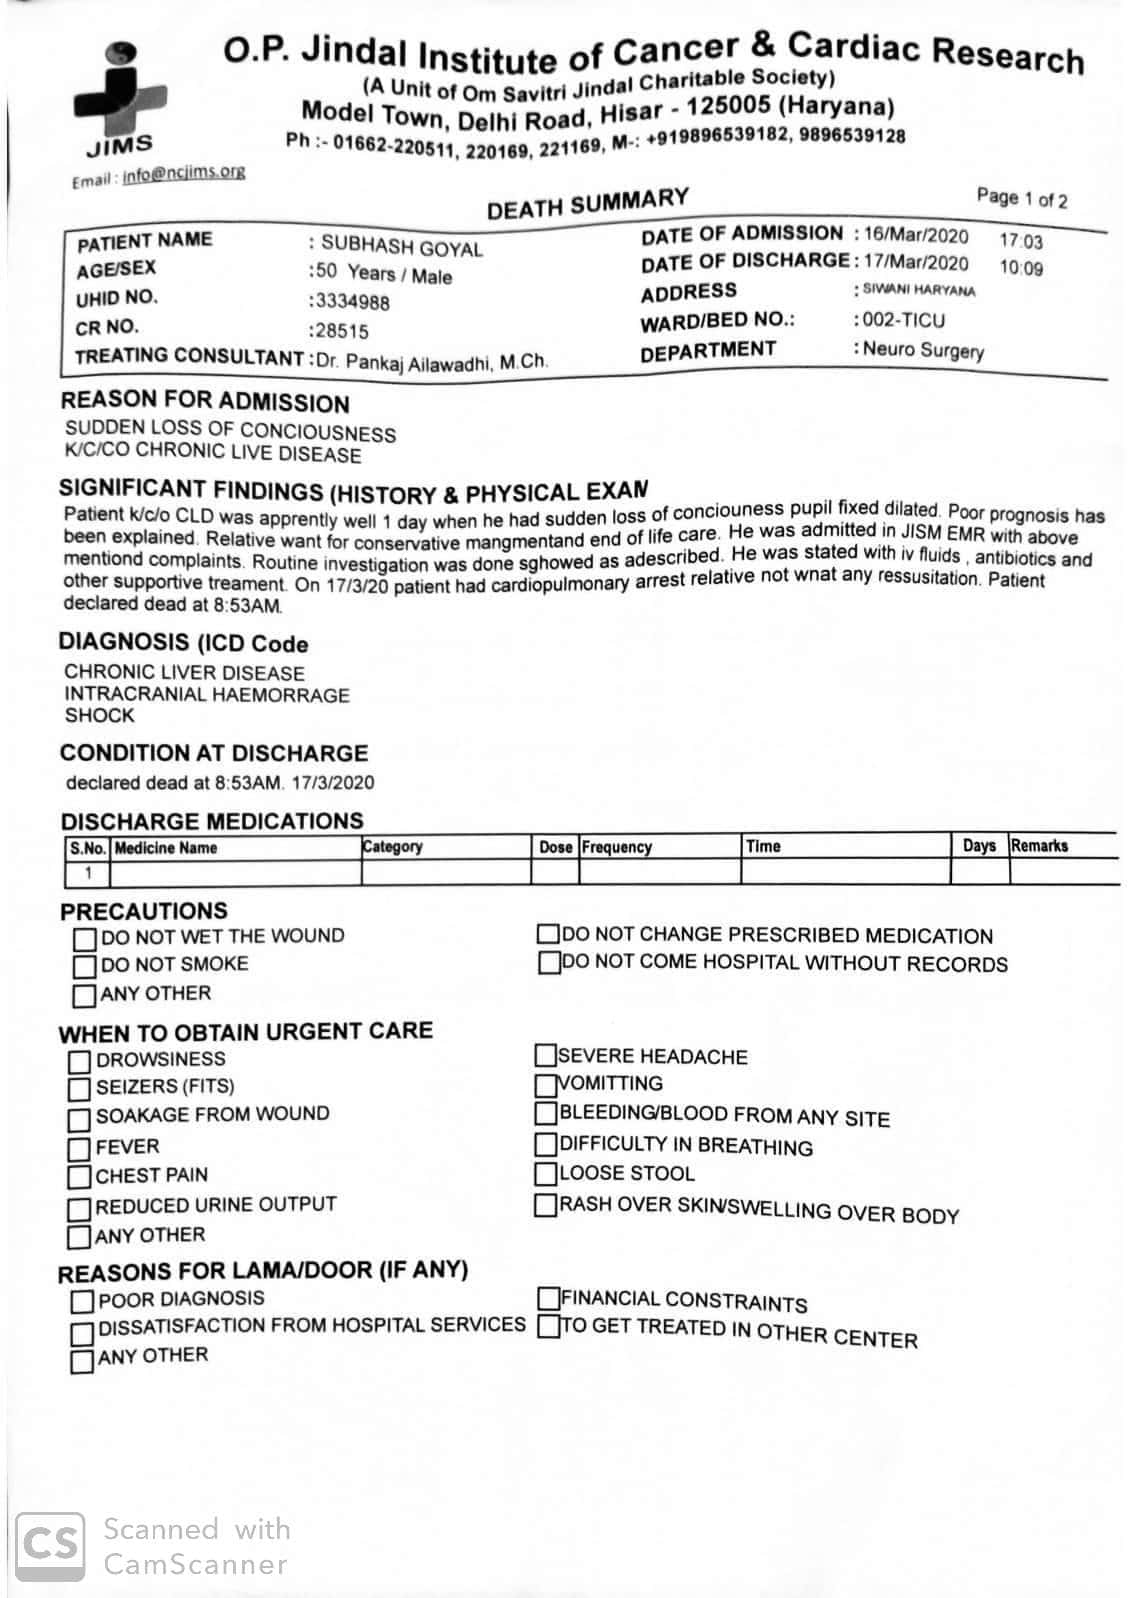 O.P. Jindal Institute of Cancer & Cardiac Research
(A Unit of Om Savitri Jindal Charitable Society)
Model Town, Delhi Road, Hisar - 125005 (Haryana)
Ph :- 01662-220511, 220169, 221169, M-: +919896539182, 9896539128
JIMS
Email : info@ncjims.org
DEATH SUMMARY
Page 1 of 2
PATIENT NAME : SUBHASH GOYAL DATE OF ADMISSION : 16/Mar/2020 17:03
AGE/SEX :50 Years / Male DATE OF DISCHARGE : 17/Mar/2020 10:09
UHID NO. :3334988 ADDRESS : SIWANI HARYANA
CR NO. :28515 WARD/BED NO.: :002-TICU
TREATING CONSULTANT :Dr. Pankaj Ailawadhi, M.Ch. DEPARTMENT : Neuro Surgery
REASON FOR ADMISSION
SUDDEN LOSS OF CONCIOUSNESS
K/C/CO CHRONIC LIVE DISEASE
SIGNIFICANT FINDINGS (HISTORY & PHYSICAL EXAM
Patient k/c/o CLD was apprently well 1 day when he had sudden loss of conciouness pupil fixed dilated. Poor prognosis has
been explained. Relative want for conservative mangmentand end of life care. He was admitted in JISM EMR with above
mentiond complaints. Routine investigation was done sghowed as adescribed. He was stated with iv fluids , antibiotics and
other supportive treament. On 17/3/20 patient had cardiopulmonary arrest relative not wnat any ressusitation. Patient
declared dead at 8:53AM.
DIAGNOSIS (ICD Code
CHRONIC LIVER DISEASE
INTRACRANIAL HAEMORRAGE
SHOCK
CONDITION AT DISCHARGE
declared dead at 8:53AM. 17/3/2020
DISCHARGE MEDICATIONS
S.No. Medicine Name Category Dose Frequency Time Days Remarks
1
PRECAUTIONS
DO NOT WET THE WOUND DO NOT CHANGE PRESCRIBED MEDICATION
DO NOT SMOKE DO NOT COME HOSPITAL WITHOUT RECORDS
ANY OTHER
WHEN TO OBTAIN URGENT CARE
DROWSINESS SEVERE HEADACHE
SEIZERS (FITS) VOMITTING
SOAKAGE FROM WOUND BLEEDING/BLOOD FROM ANY SITE
FEVER DIFFICULTY IN BREATHING
CHEST PAIN LOOSE STOOL
REDUCED URINE OUTPUT RASH OVER SKIN/SWELLING OVER BODY
ANY OTHER
REASONS FOR LAMA/DOOR (IF ANY)
POOR DIAGNOSIS FINANCIAL CONSTRAINTS
DISSATISFACTION FROM HOSPITAL SERVICES TO GET TREATED IN OTHER CENTER
ANY OTHER
CS Scanned with
CamScanner